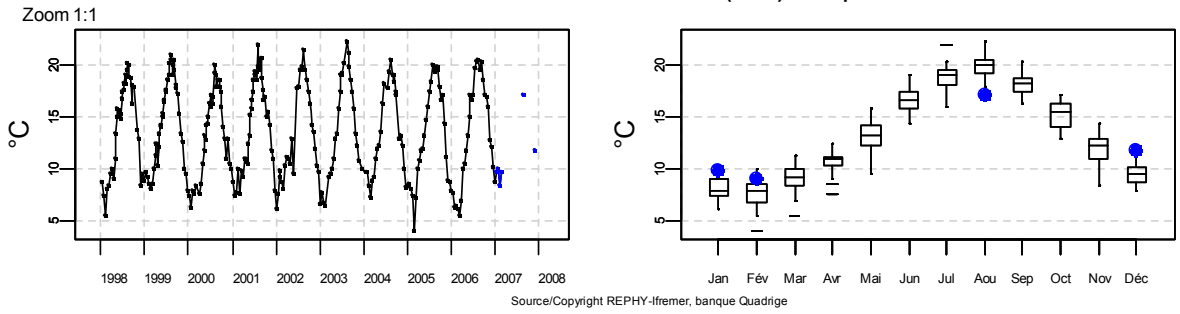 Zoom 1:1
°C
20
15
10
5
1998 1999 2000 2001 2002 2003 2004 2005 2006 2007 2008
°C
20
15
10
5
Jan Fév Mar Avr Mai Jun Jul Aou Sep Oct Nov Déc
Source/Copyright REPHY-Ifremer, banque Quadrige